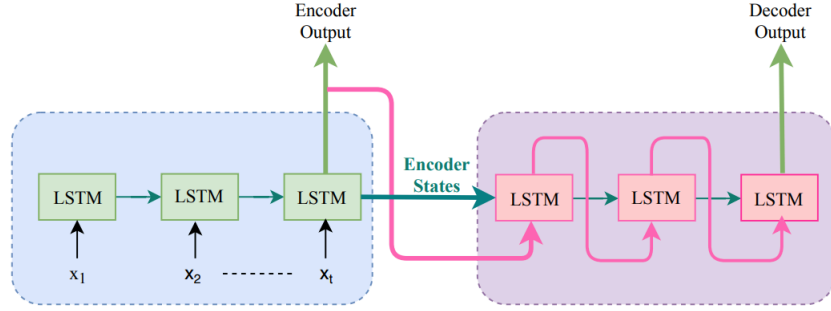 Encoder
Output
Decoder
Output
Encoder
States
LSTM
LSTM
LSTM
LSTM
LSTM
LSTM
x₁
x₂
xₜ